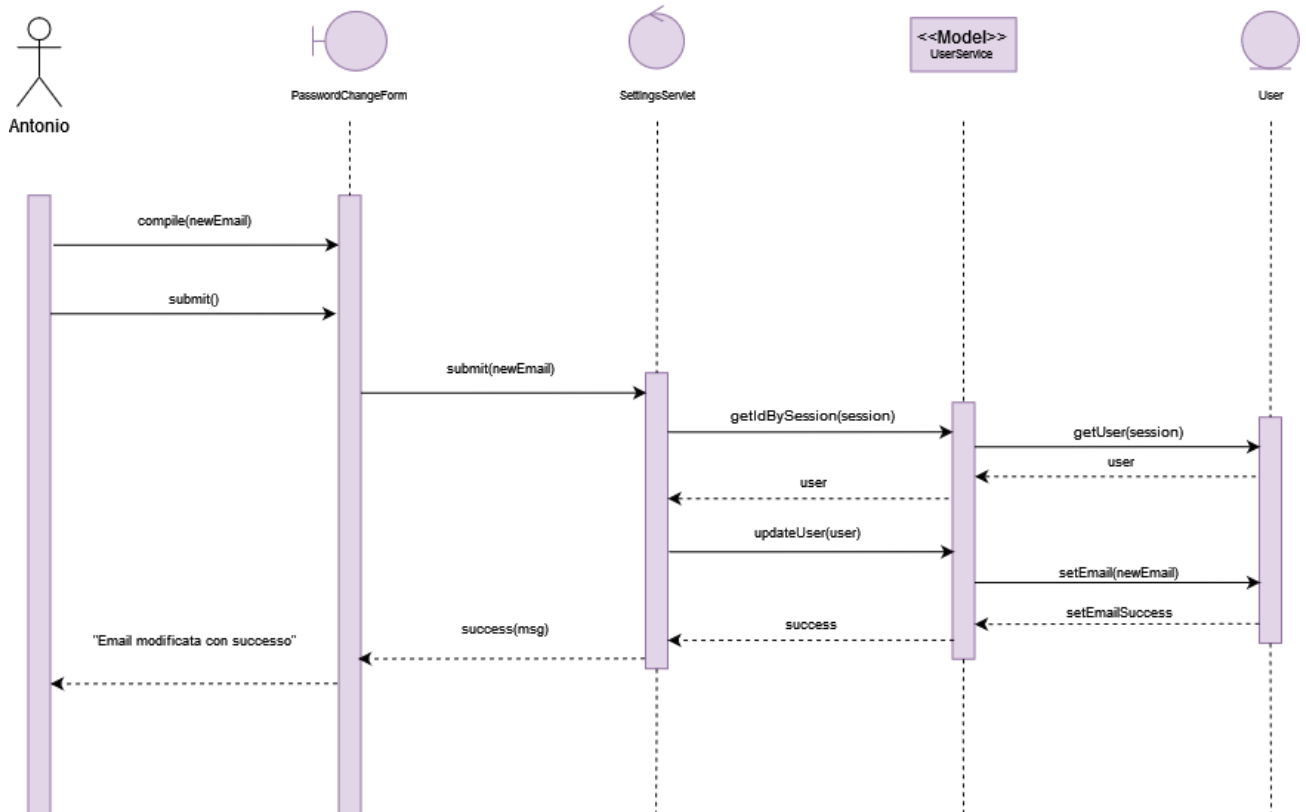 <<Model>>
UserService
PasswordChangeForm
SettingsServlet
User
Antonio
compile(newEmail)
submit()
submit(newEmail)
getIdBySession(session)
getUser(session)
user
user
updateUser(user)
setEmail(newEmail)
setEmailSuccess
success
success(msg)
"Email modificata con successo"